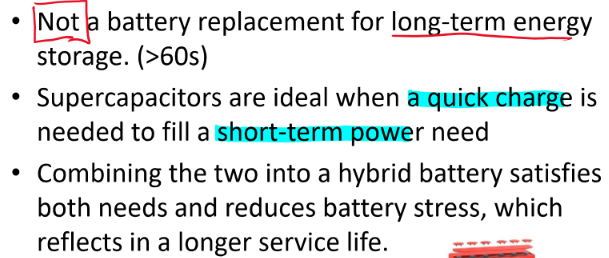 • Not a battery replacement for long-term energy
storage. (>60s)
• Supercapacitors are ideal when a quick charge is
needed to fill a short-term power need
• Combining the two into a hybrid battery satisfies
both needs and reduces battery stress, which
reflects in a longer service life.